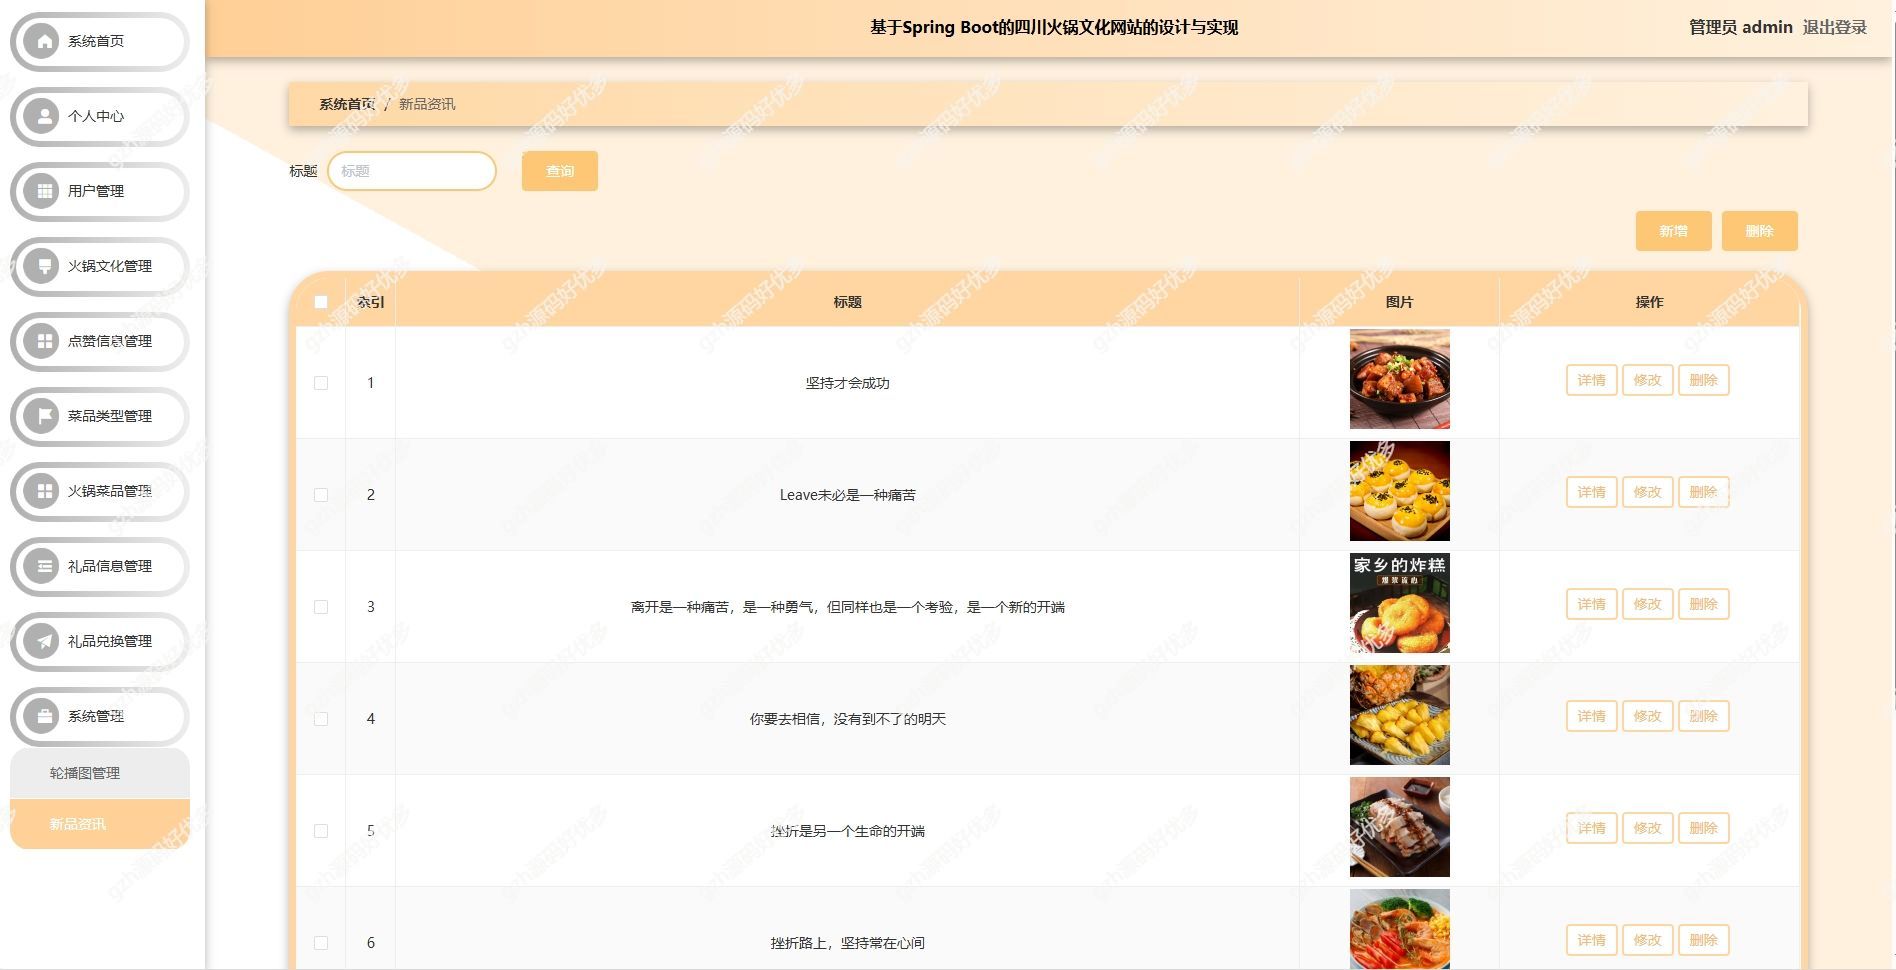 基于Spring Boot的四川火锅文化网站的设计与实现
管理员 admin 退出登录
系统首页
个人中心
用户管理
火锅文化管理
点赞信息管理
菜品类型管理
火锅菜品管理
礼品信息管理
礼品兑换管理
系统管理
轮播图管理
新品资讯
系统首页 / 新品资讯
标题 标题 查询
新增 删除
索引 标题 图片 操作
1 坚持才会成功 详情 修改 删除
2 Leave未必是一种痛苦 详情 修改 删除
3 离开是一种痛苦，是一种勇气，但同样也是一个考验，是一个新的开端 详情 修改 删除
家乡的炸糕
爆浆流心
4 你要去相信，没有到不了的明天 详情 修改 删除
5 挫折是另一个生命的开端 详情 修改 删除
6 挫折路上，坚持常在心间 详情 修改 删除
gzh源码好优多